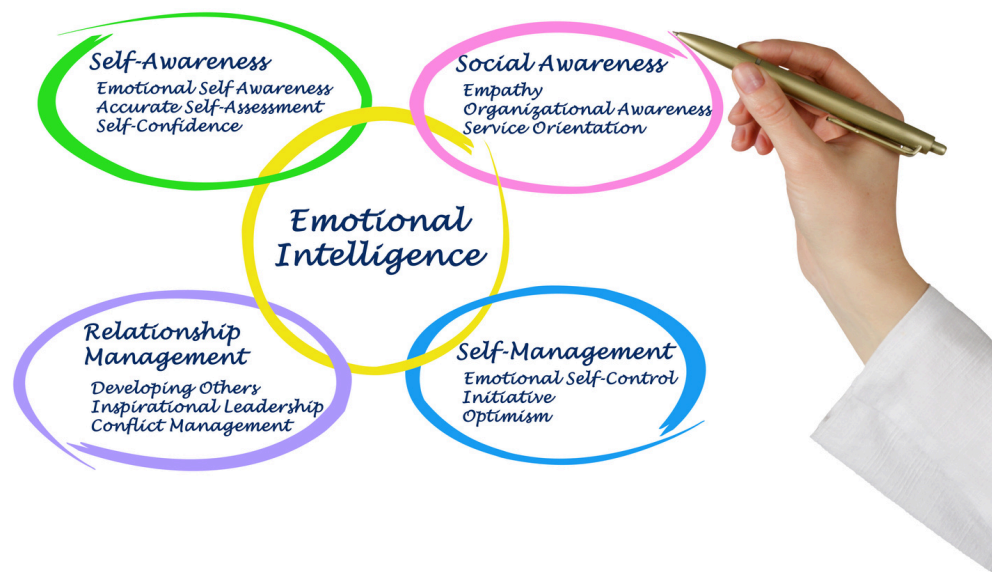 Self-Awareness
Emotional Self Awareness
Accurate Self-Assessment
Self-Confidence
Social Awareness
Empathy
Organizational Awareness
Service Orientation
Emotional
Intelligence
Relationship
Management
Developing Others
Inspirational Leadership
Conflict Management
Self-Management
Emotional Self-Control
Initiative
Optimism